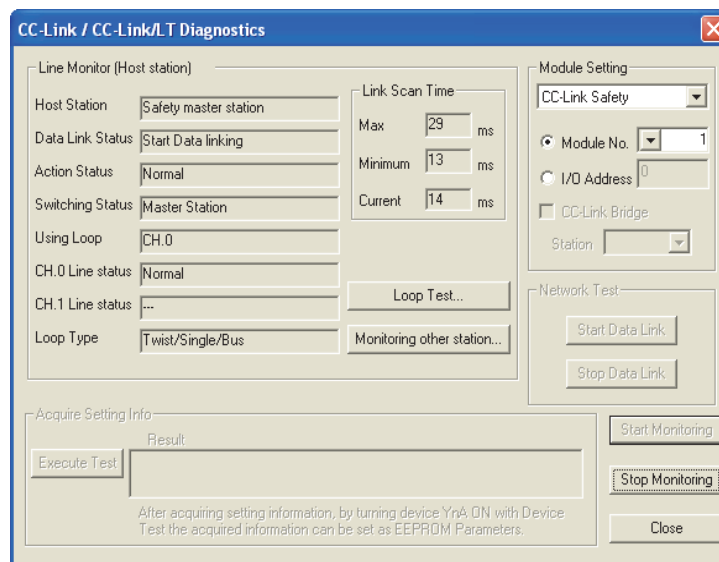 CC-Link / CC-Link/LT Diagnostics
Line Monitor (Host station)
Host Station Safety master station
Data Link Status Start Data linking
Action Status Normal
Switching Status Master Station
Using Loop CH.0
CH.0 Line status Normal
CH.1 Line status ---
Loop Type Twist/Single/Bus
Link Scan Time
Max 29 ms
Minimum 13 ms
Current 14 ms
Loop Test...
Monitoring other station...
Module Setting
CC-Link Safety
Module No. 1
I/O Address 0
CC-Link Bridge
Station
Network Test
Start Data Link
Stop Data Link
Acquire Setting Info
Result
Execute Test
After acquiring setting information, by turning device YnA ON with Device
Test the acquired information can be set as EEPROM Parameters.
Start Monitoring
Stop Monitoring
Close